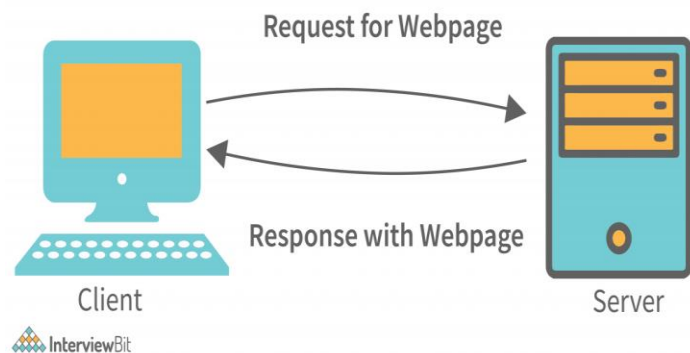 Request for Webpage
Response with Webpage
Client
Server
InterviewBit